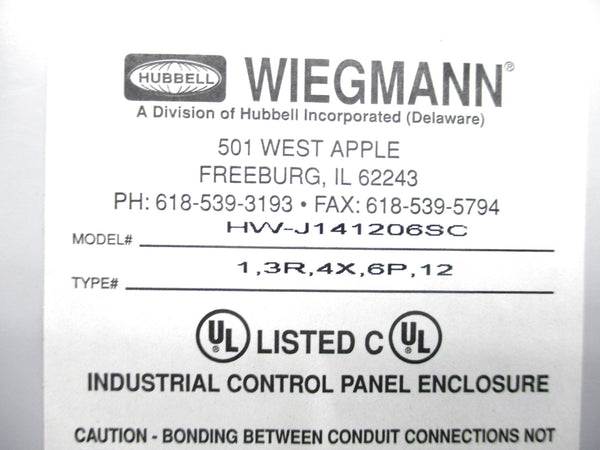 HUBBELL WIEGMANN®
A Division of Hubbell Incorporated (Delaware)
501 WEST APPLE
FREEBURG, IL 62243
PH: 618-539-3193 • FAX: 618-539-5794
MODEL# HW-J141206SC
TYPE# 1,3R,4X,6P,12
UL LISTED C UL
INDUSTRIAL CONTROL PANEL ENCLOSURE
CAUTION - BONDING BETWEEN CONDUIT CONNECTIONS NOT